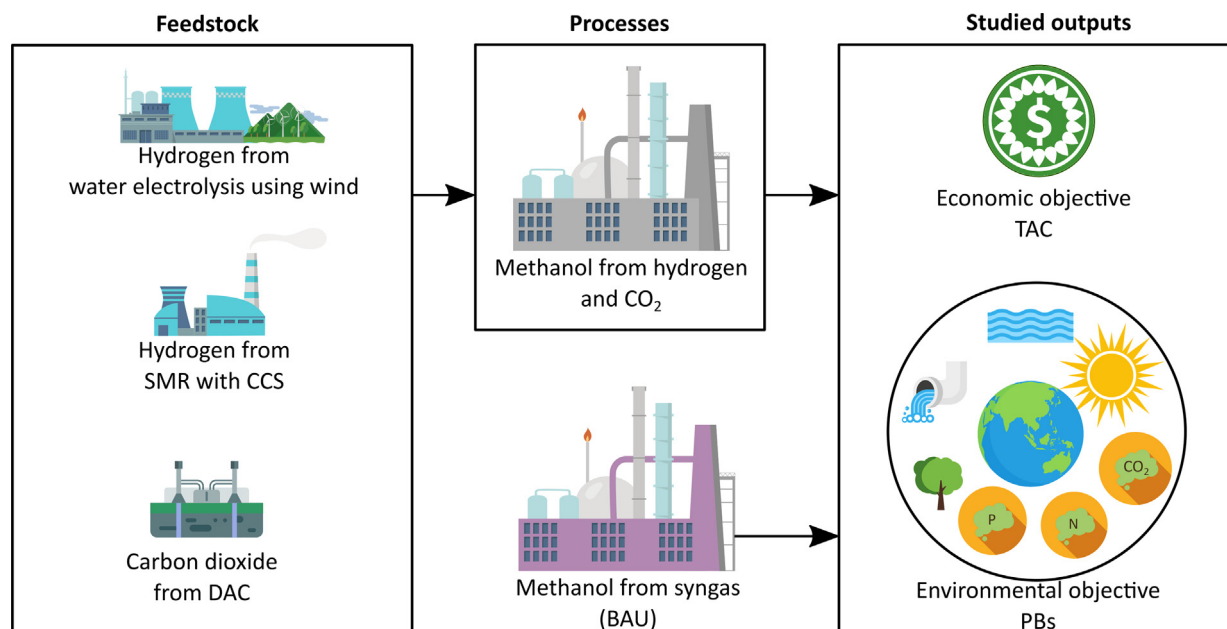 Feedstock
Hydrogen from
water electrolysis using wind
Hydrogen from
SMR with CCS
Carbon dioxide
from DAC
Processes
Methanol from hydrogen
and CO₂
Methanol from syngas
(BAU)
Studied outputs
$
Economic objective
TAC
CO₂
P
N
Environmental objective
PBs